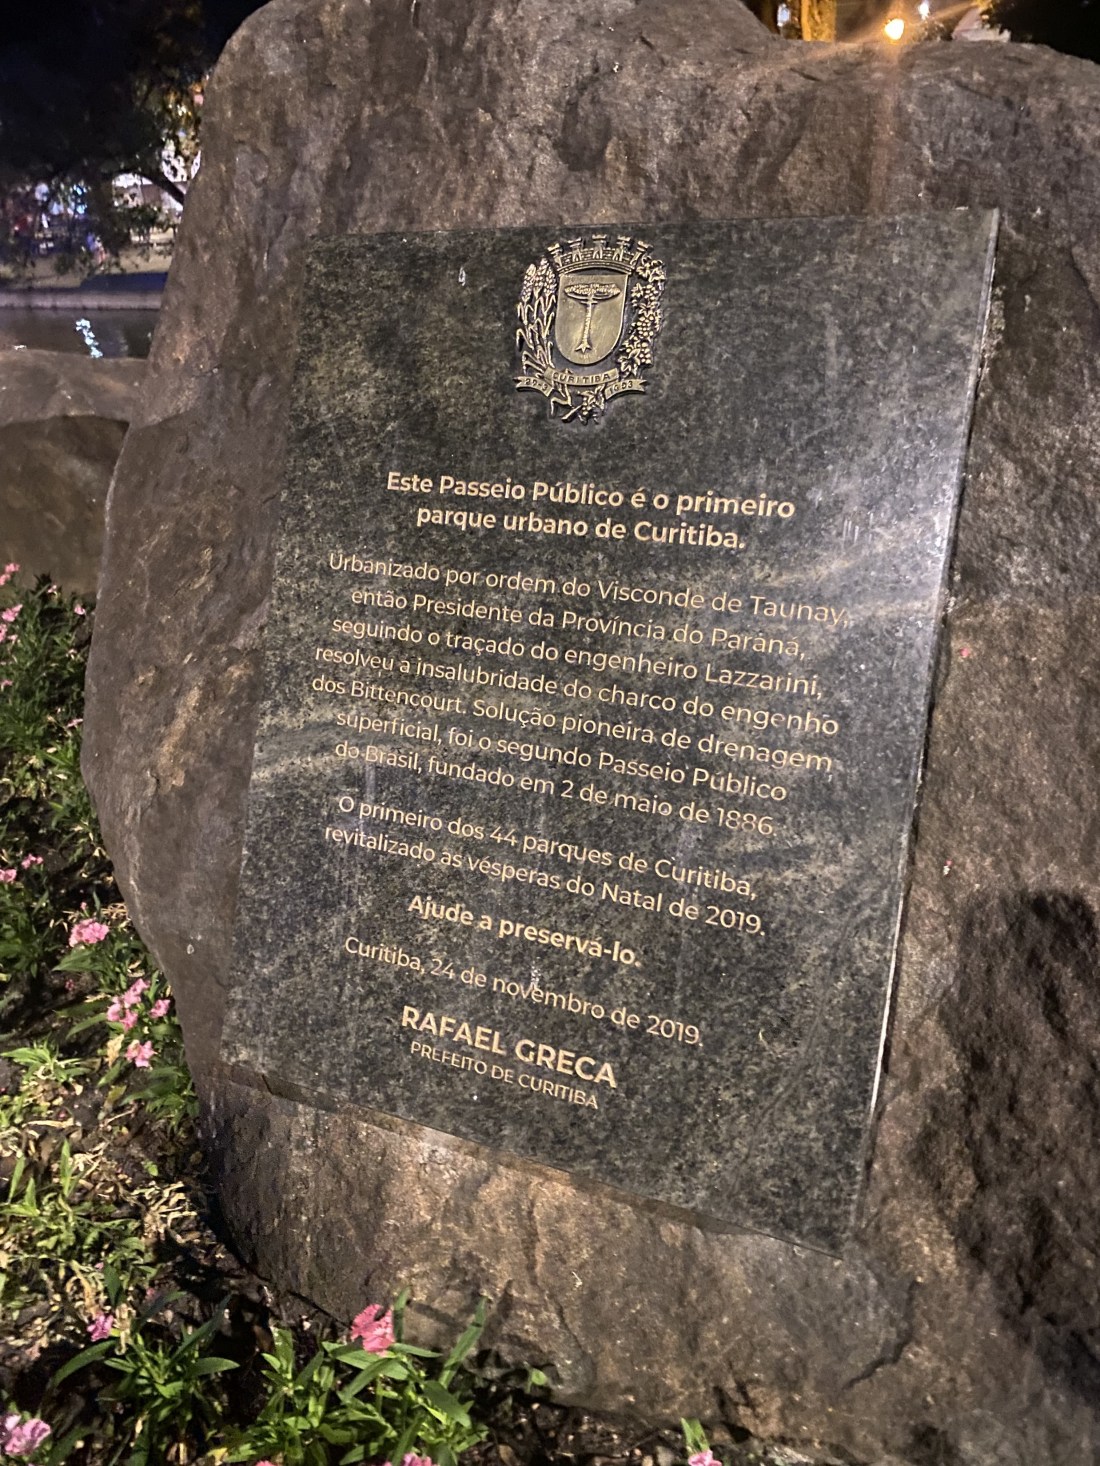 CURITIBA
29-3 1693
Este Passeio Público é o primeiro
parque urbano de Curitiba.
Urbanizado por ordem do Visconde de Taunay,
então Presidente da Província do Paraná,
seguindo o traçado do engenheiro Lazzarini,
resolveu a insalubridade do charco do engenho
dos Bittencourt. Solução pioneira de drenagem
superficial, foi o segundo Passeio Público
do Brasil, fundado em 2 de maio de 1886.
O primeiro dos 44 parques de Curitiba,
revitalizado às vésperas do Natal de 2019.
Ajude a preservá-lo.
Curitiba, 24 de novembro de 2019.
RAFAEL GRECA
PREFEITO DE CURITIBA